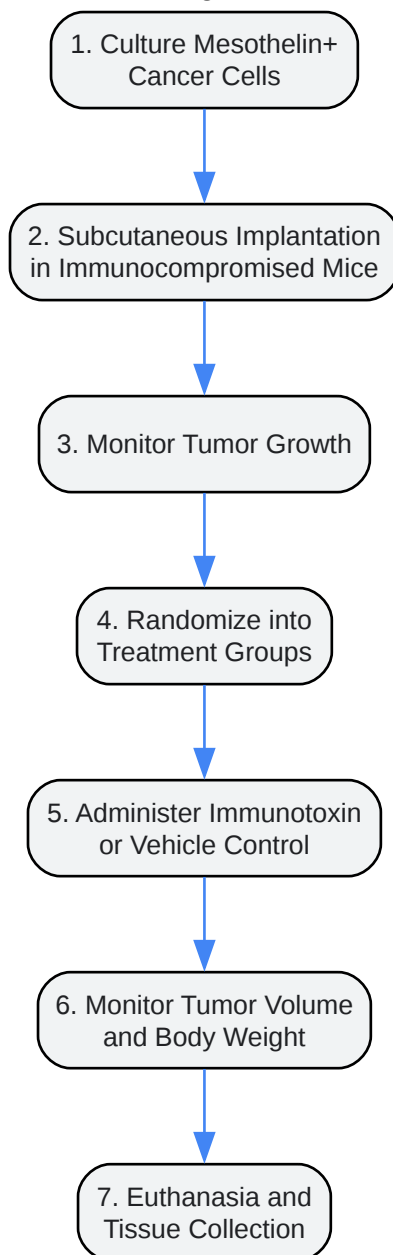 1. Culture Mesothelin+
Cancer Cells
2. Subcutaneous Implantation
in Immunocompromised Mice
3. Monitor Tumor Growth
4. Randomize into
Treatment Groups
5. Administer Immunotoxin
or Vehicle Control
6. Monitor Tumor Volume
and Body Weight
7. Euthanasia and
Tissue Collection